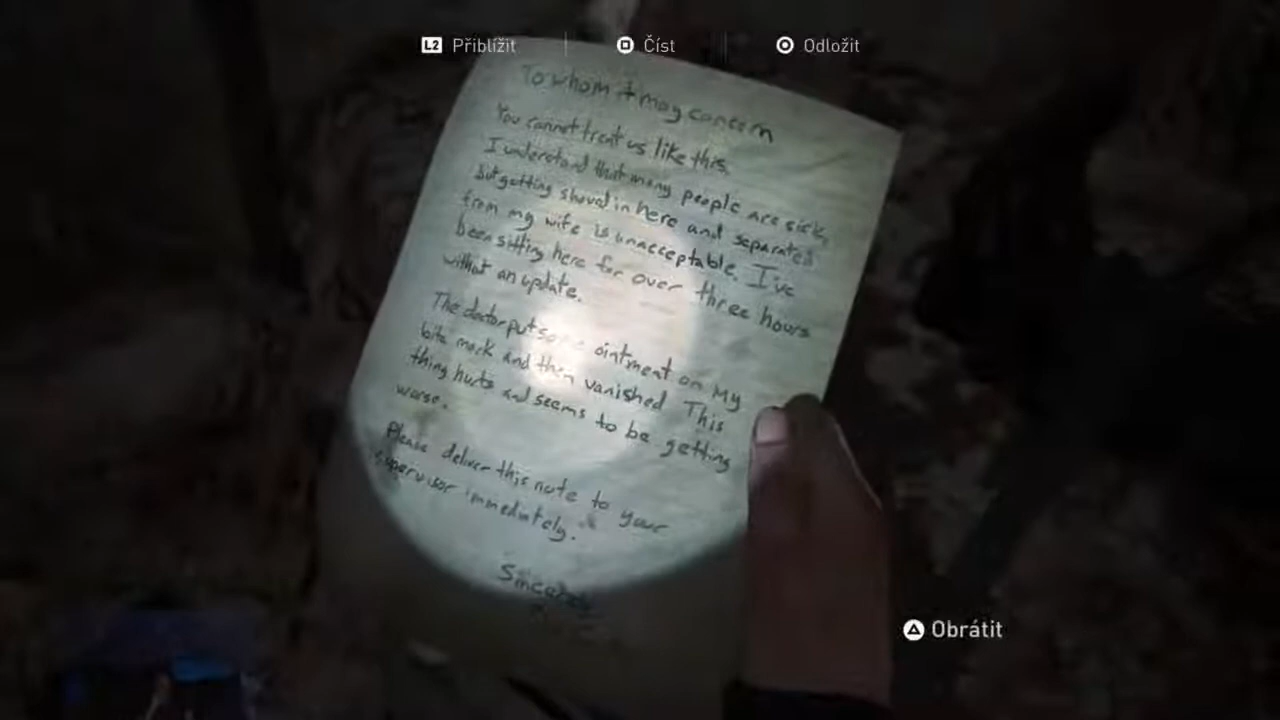 L2 Přiblížit
Číst
Odložit
To whom it may concern
You cannot treat us like this.
I understand that many people are sick,
but getting shoved in here and separated
from my wife is unacceptable. I've
been sitting here for over three hours
without an update.
The doctor put some ointment on my
bite mark and then vanished This
thing hurts and seems to be getting
worse.
Please deliver this note to your
supervisor immediately.
Sincerely
Obrátit